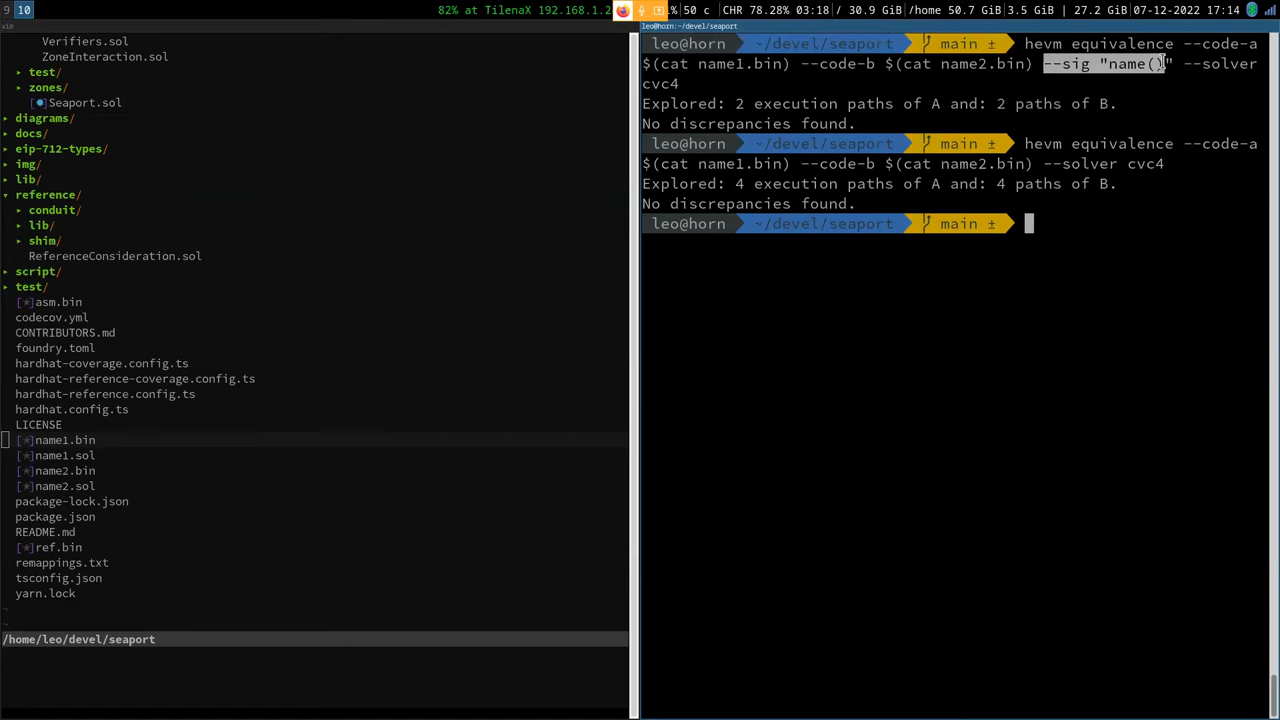 9 10 82% at TilenaX 192.168.1.2 50 c | CHR 78.28% | 03:18 | /home 50.7 GiB / 30.9 GiB | 3.5 GiB / 27.2 GiB | 17:14 | 07-12-2022
vim
Verifiers.sol
ZoneInteraction.sol
▸ test/
▸ zones/
[●]Seaport.sol
▸ diagrams/
▸ docs/
▸ eip-712-types/
▸ img/
▸ lib/
▾ reference/
▸ conduit/
▸ lib/
▸ shim/
ReferenceConsideration.sol
▸ script/
▸ test/
[*]asm.bin
codecov.yml
CONTRIBUTORS.md
foundry.toml
hardhat-coverage.config.ts
hardhat-reference-coverage.config.ts
hardhat-reference.config.ts
hardhat.config.ts
LICENSE
[*]name1.bin
[*]name1.sol
[*]name2.bin
[*]name2.sol
package-lock.json
package.json
README.md
[*]ref.bin
remappings.txt
tsconfig.json
yarn.lock
~
~
/home/leo/devel/seaport
leo@horn:~/devel/seaport
leo@horn ~/devel/seaport main ± hevm equivalence --code-a
$(cat name1.bin) --code-b $(cat name2.bin) --sig "name()" --solver
cvc4
Explored: 2 execution paths of A and: 2 paths of B.
No discrepancies found.
leo@horn ~/devel/seaport main ± hevm equivalence --code-a
$(cat name1.bin) --code-b $(cat name2.bin) --solver cvc4
Explored: 4 execution paths of A and: 4 paths of B.
No discrepancies found.
leo@horn ~/devel/seaport main ±